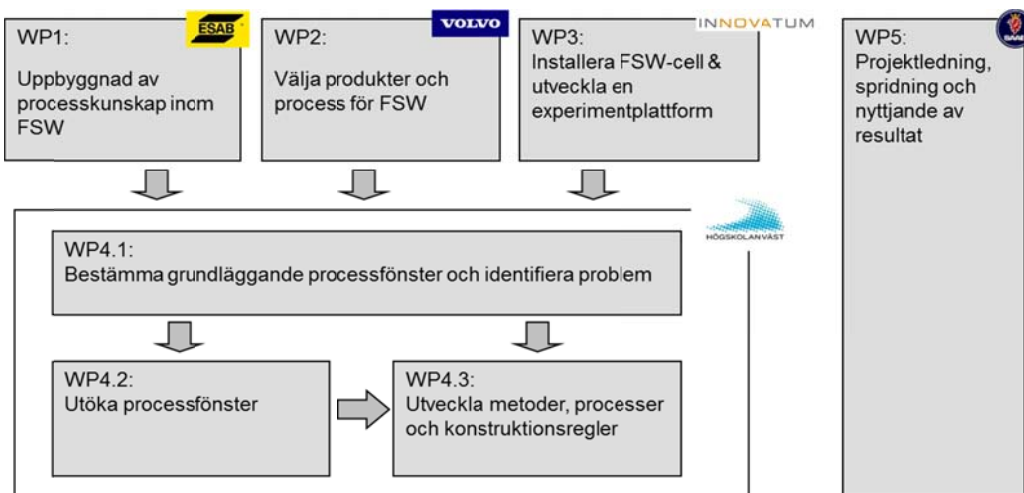 WP1:
ESAB
Uppbyggnad av
processkunskap inom
FSW
WP2:
VOLVO
Välja produkter och
process för FSW
WP3:
INNOVATUM
Installera FSW-cell &
utveckla en
experimentplattform
WP5:
SAAB
Projektledning,
spridning och
nyttjande av
resultat
HÖGSKOLAN VÄST
WP4.1:
Bestämma grundläggande processfönster och identifiera problem
WP4.2:
Utöka processfönster
WP4.3:
Utveckla metoder, processer
och konstruktionsregler